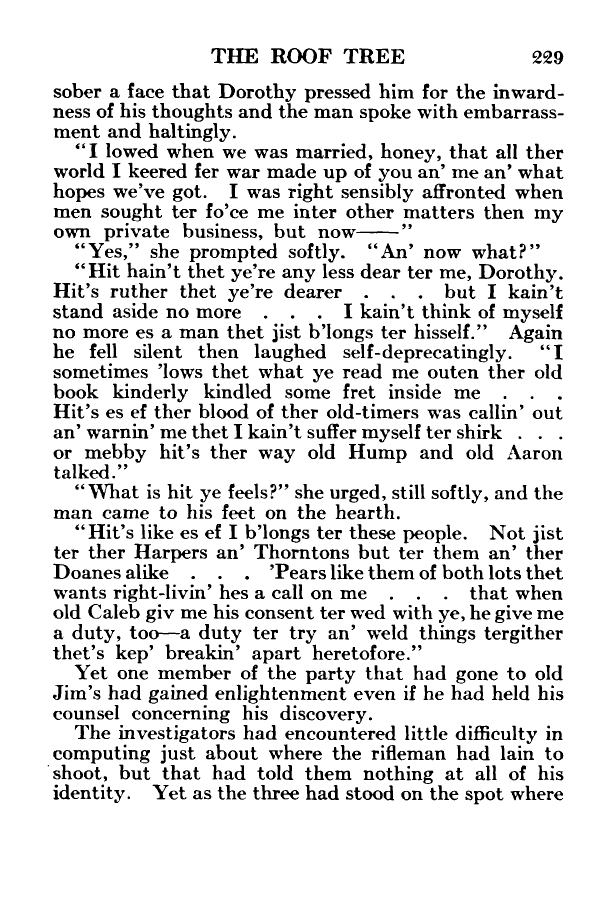 THE ROOF TREE 229
sober a face that Dorothy pressed him for the inward-
ness of his thoughts and the man spoke with embarrass-
ment and haltingly.
"I lowed when we was married, honey, that all ther
world I keered fer war made up of you an' me an' what
hopes we've got. I was right sensibly affronted when
men sought ter fo'ce me inter other matters then my
own private business, but now——"
"Yes," she prompted softly. "An' now what?"
"Hit hain't thet ye're any less dear ter me, Dorothy.
Hit's ruther thet ye're dearer . . . but I kain't
stand aside no more . . . I kain't think of myself
no more es a man thet jist b'longs ter hisself." Again
he fell silent then laughed self-deprecatingly. "I
sometimes 'lows thet what ye read me outen ther old
book kinderly kindled some fret inside me . . .
Hit's es ef ther blood of ther old-timers was callin' out
an' warnin' me thet I kain't suffer myself ter shirk . . .
or mebby hit's ther way old Hump and old Aaron
talked."
"What is hit ye feels?" she urged, still softly, and the
man came to his feet on the hearth.
"Hit's like es ef I b'longs ter these people. Not jist
ter ther Harpers an' Thorntons but ter them an' ther
Doanes alike . . . 'Pears like them of both lots thet
wants right-livin' hes a call on me . . . that when
old Caleb giv me his consent ter wed with ye, he give me
a duty, too—a duty ter try an' weld things tergither
thet's kep' breakin' apart heretofore."
Yet one member of the party that had gone to old
Jim's had gained enlightenment even if he had held his
counsel concerning his discovery.
The investigators had encountered little difficulty in
computing just about where the rifleman had lain to
shoot, but that had told them nothing at all of his
identity. Yet as the three had stood on the spot where